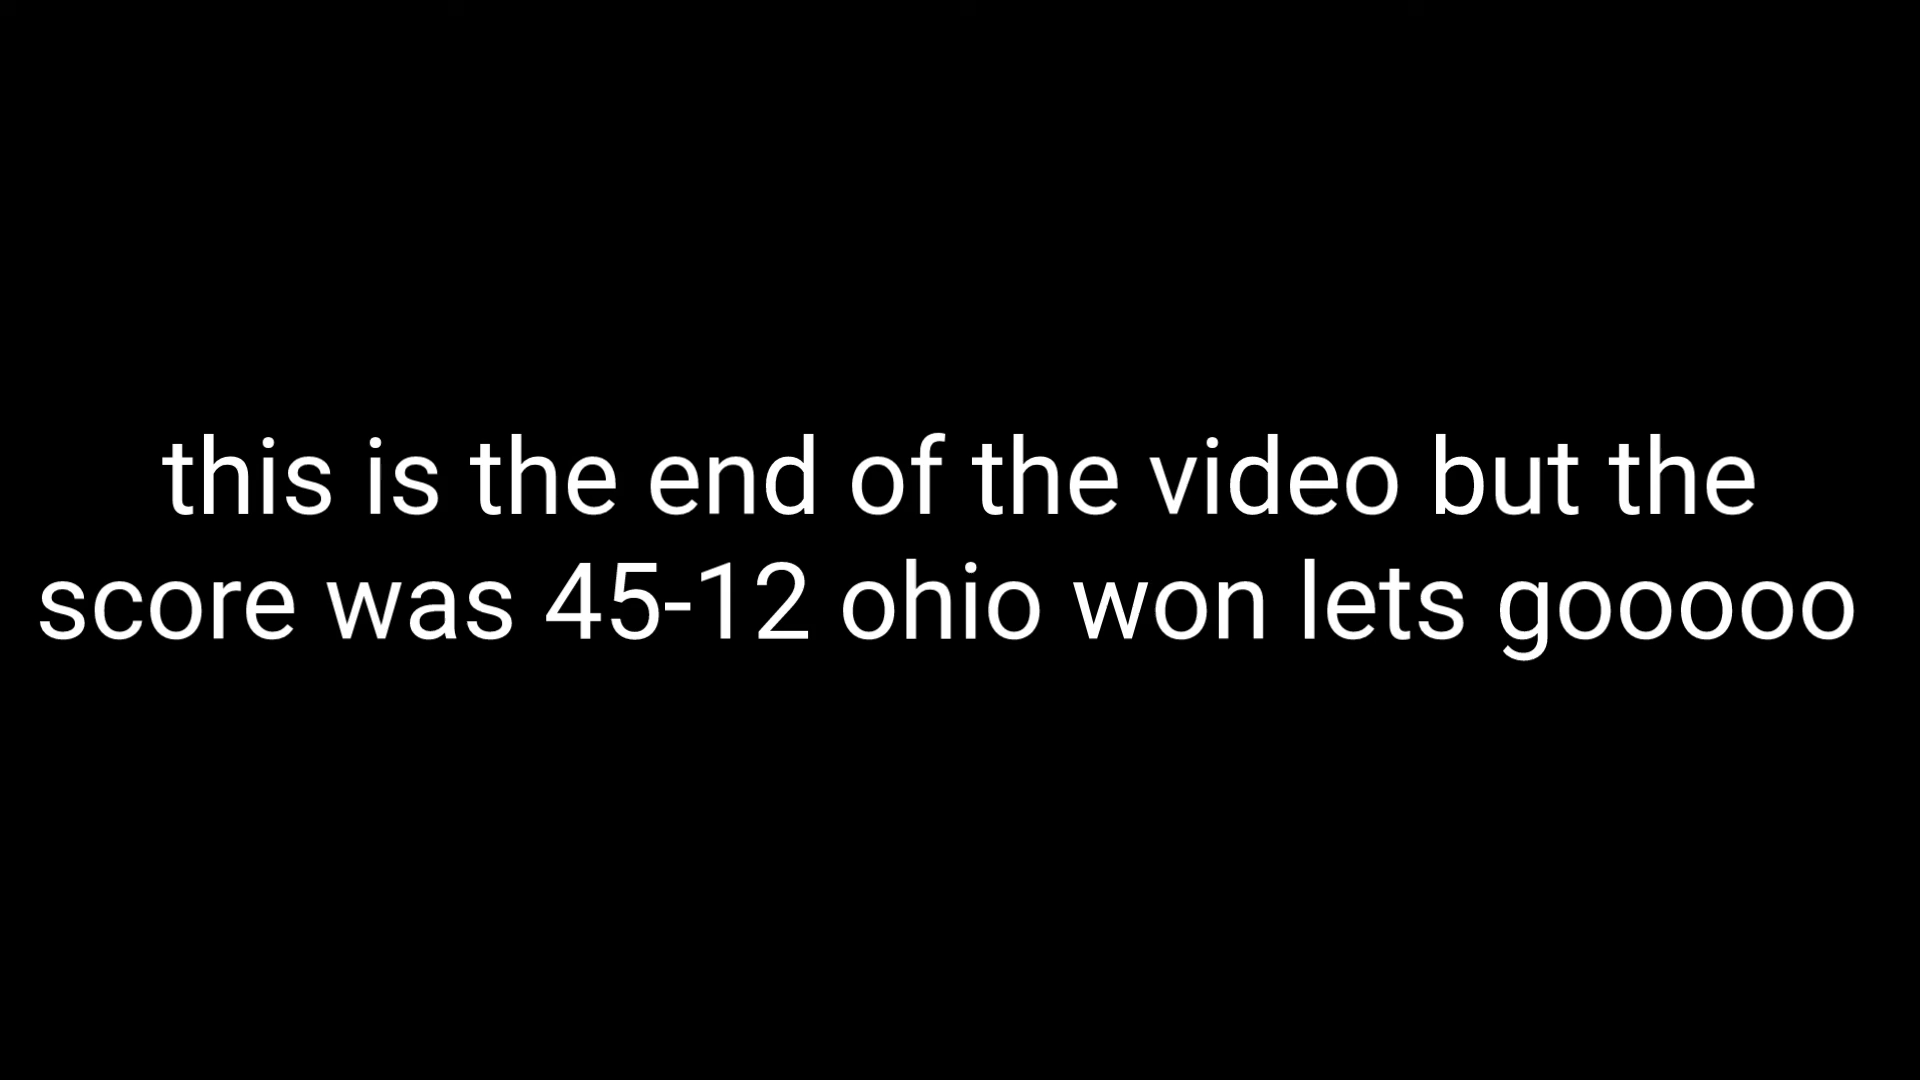 this is the end of the video but the
score was 45-12 ohio won lets gooooo